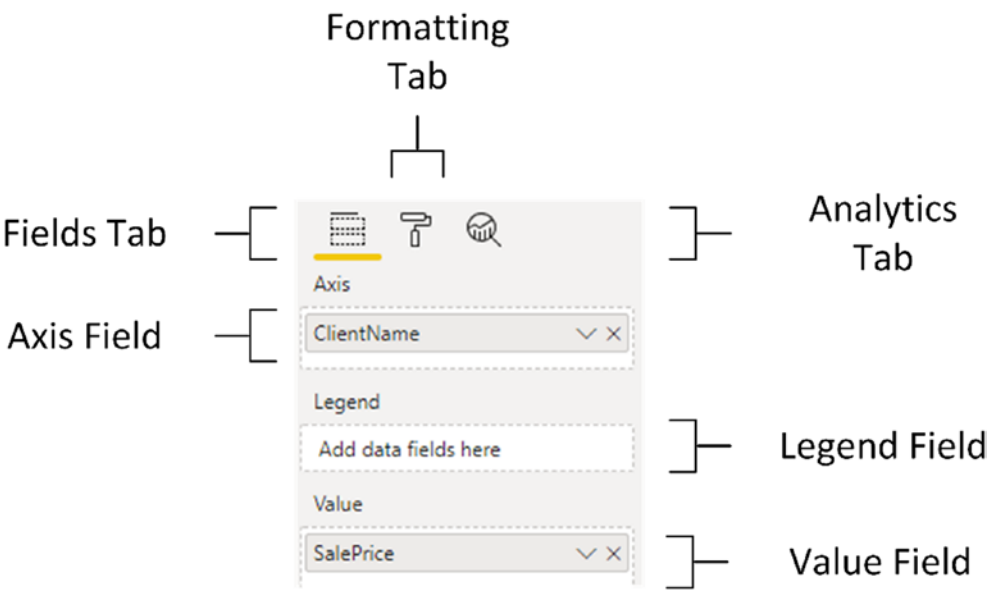 Formatting
Tab
Fields Tab
Analytics
Tab
Axis
Axis Field
ClientName
Legend
Add data fields here
Legend Field
Value
SalePrice
Value Field